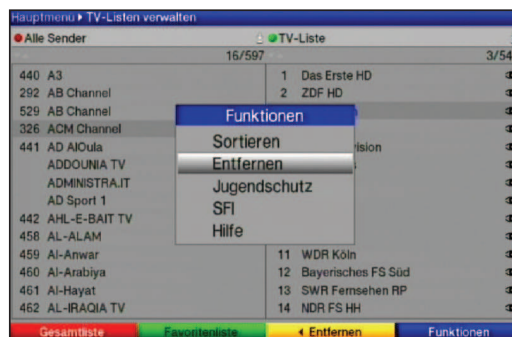 Hauptmenü ▸ TV-Listen verwalten
Alle Sender
TV-Liste
16/597
3/54
440 A3
292 AB Channel
529 AB Channel
326 ACM Channel
441 AD AlOula
ADDOUNIA TV
ADMINISTRA.IT
AD Sport 1
442 AHL-E-BAIT TV
458 AL-ALAM
459 Al-Anwar
460 Al-Arabiya
461 Al-Hayat
462 AL-IRAQIA TV
1 Das Erste HD
2 ZDF HD
11 WDR Köln
12 Bayerisches FS Süd
13 SWR Fernsehen RP
14 NDR FS HH
Funktionen
Sortieren
Entfernen
Jugendschutz
SFI
Hilfe
Gesamtliste
Favoritenliste
Entfernen
Funktionen